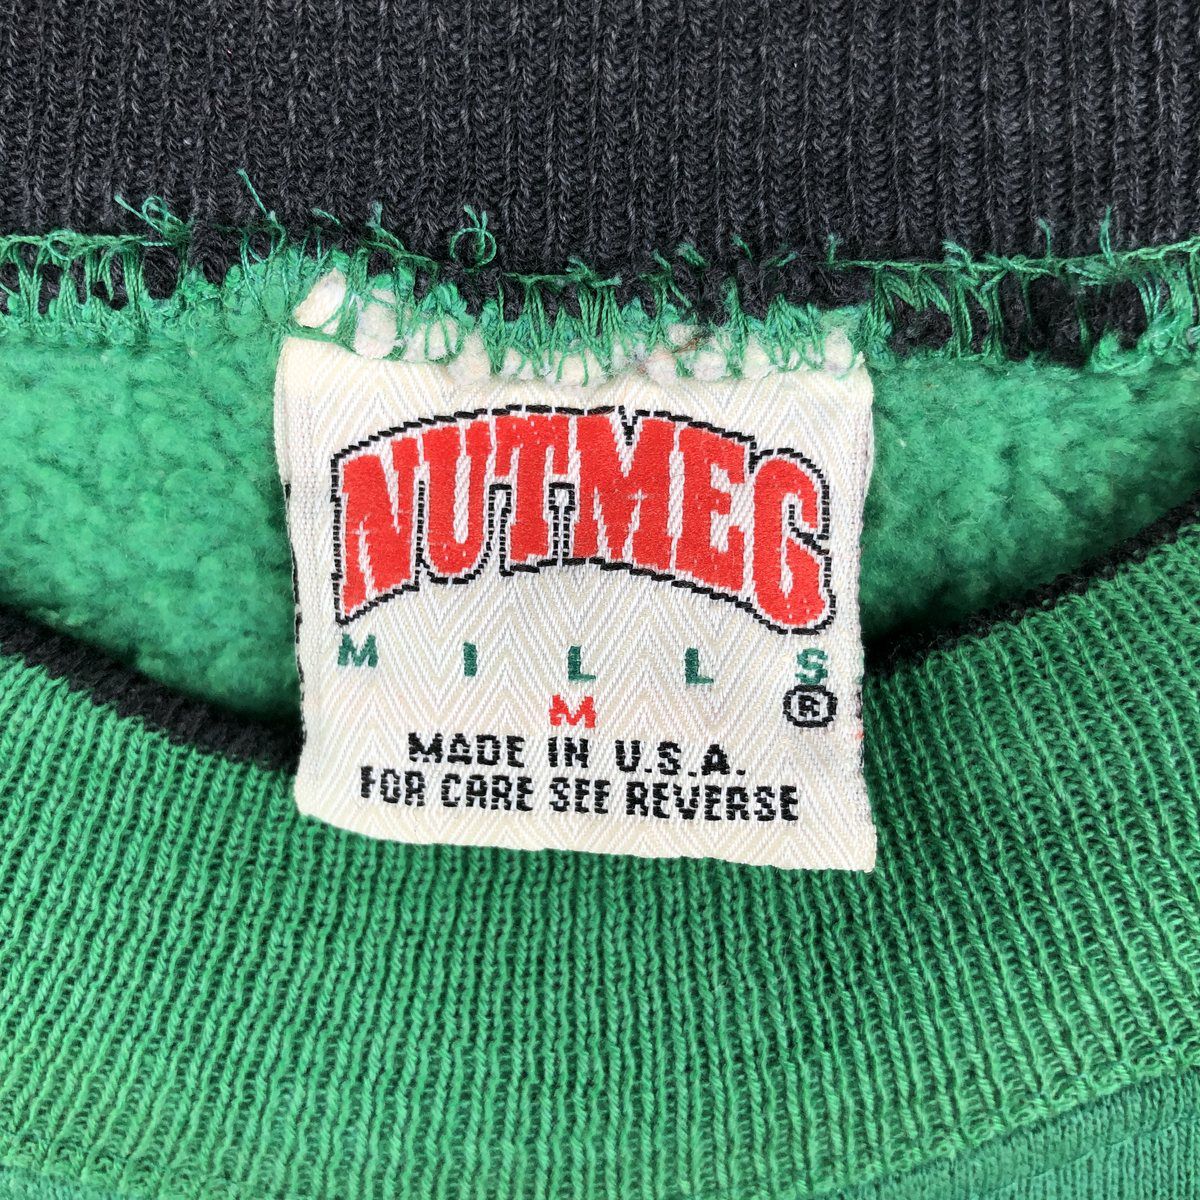 NUTMEG
MILLS
®
M
MADE IN U.S.A.
FOR CARE SEE REVERSE